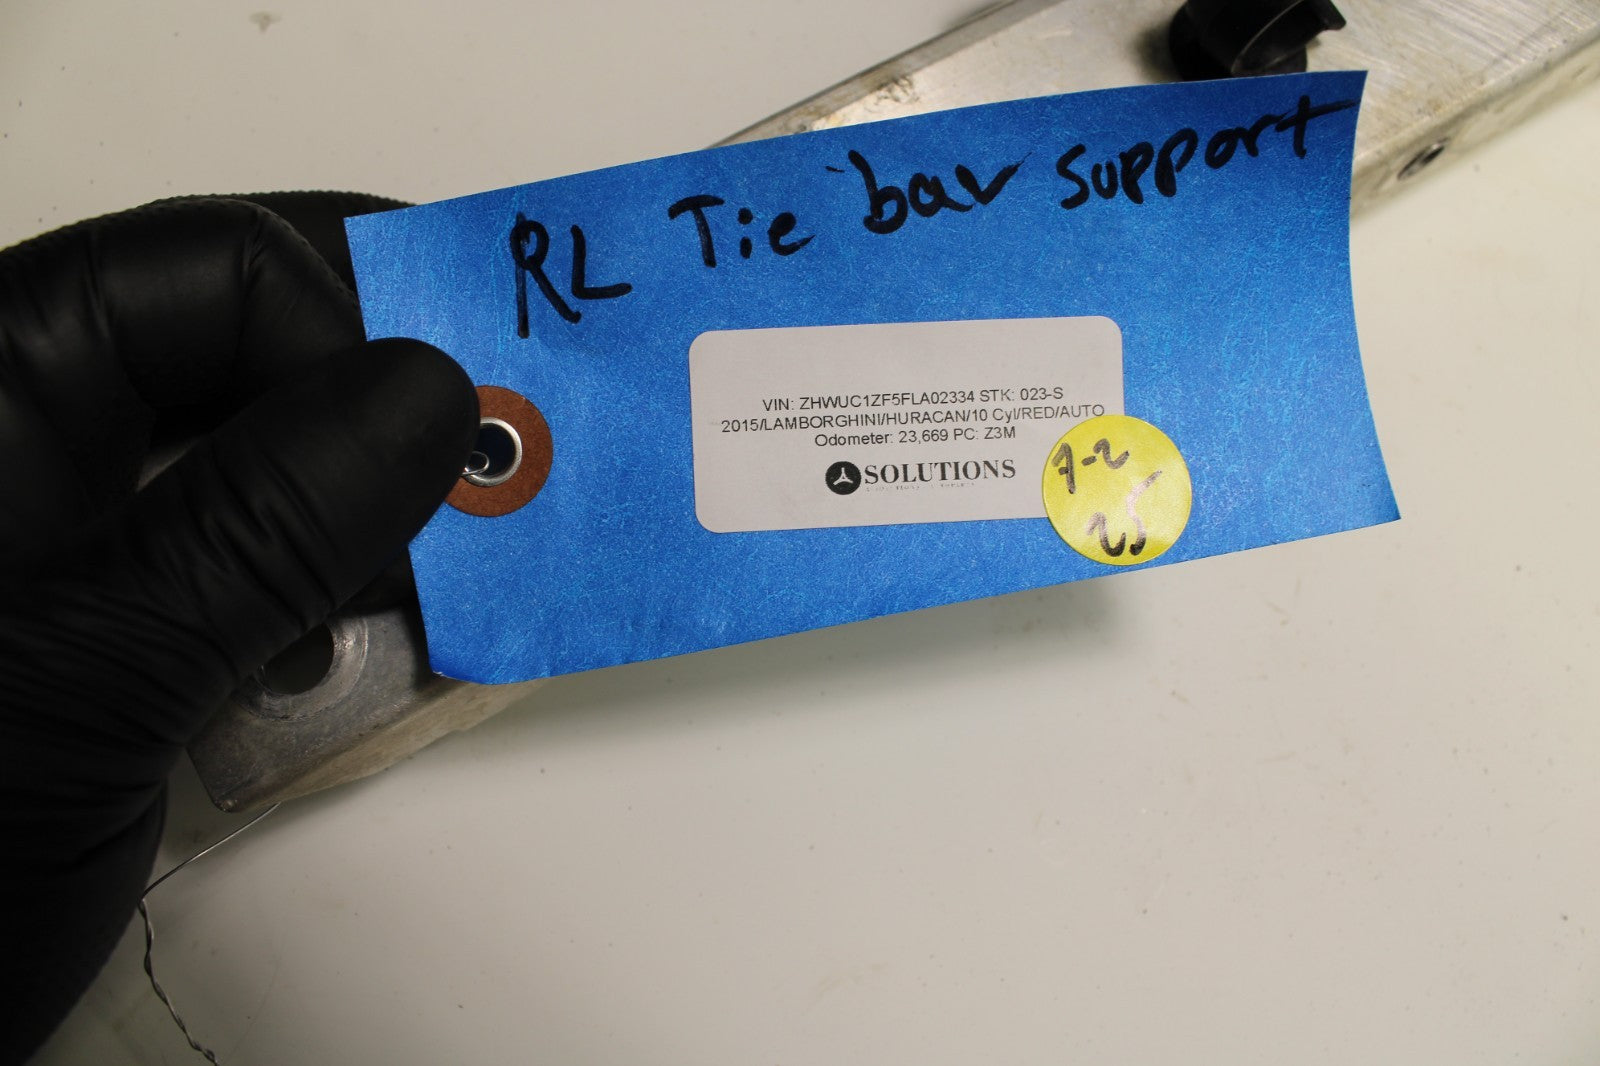 RL Tie bar support
VIN: ZHWUC1ZF5FLA02334 STK: 023-S
2015/LAMBORGHINI/HURACAN/10 Cyl/RED/AUTO
Odometer: 23,669 PC: Z3M
SOLUTIONS
7-2
25